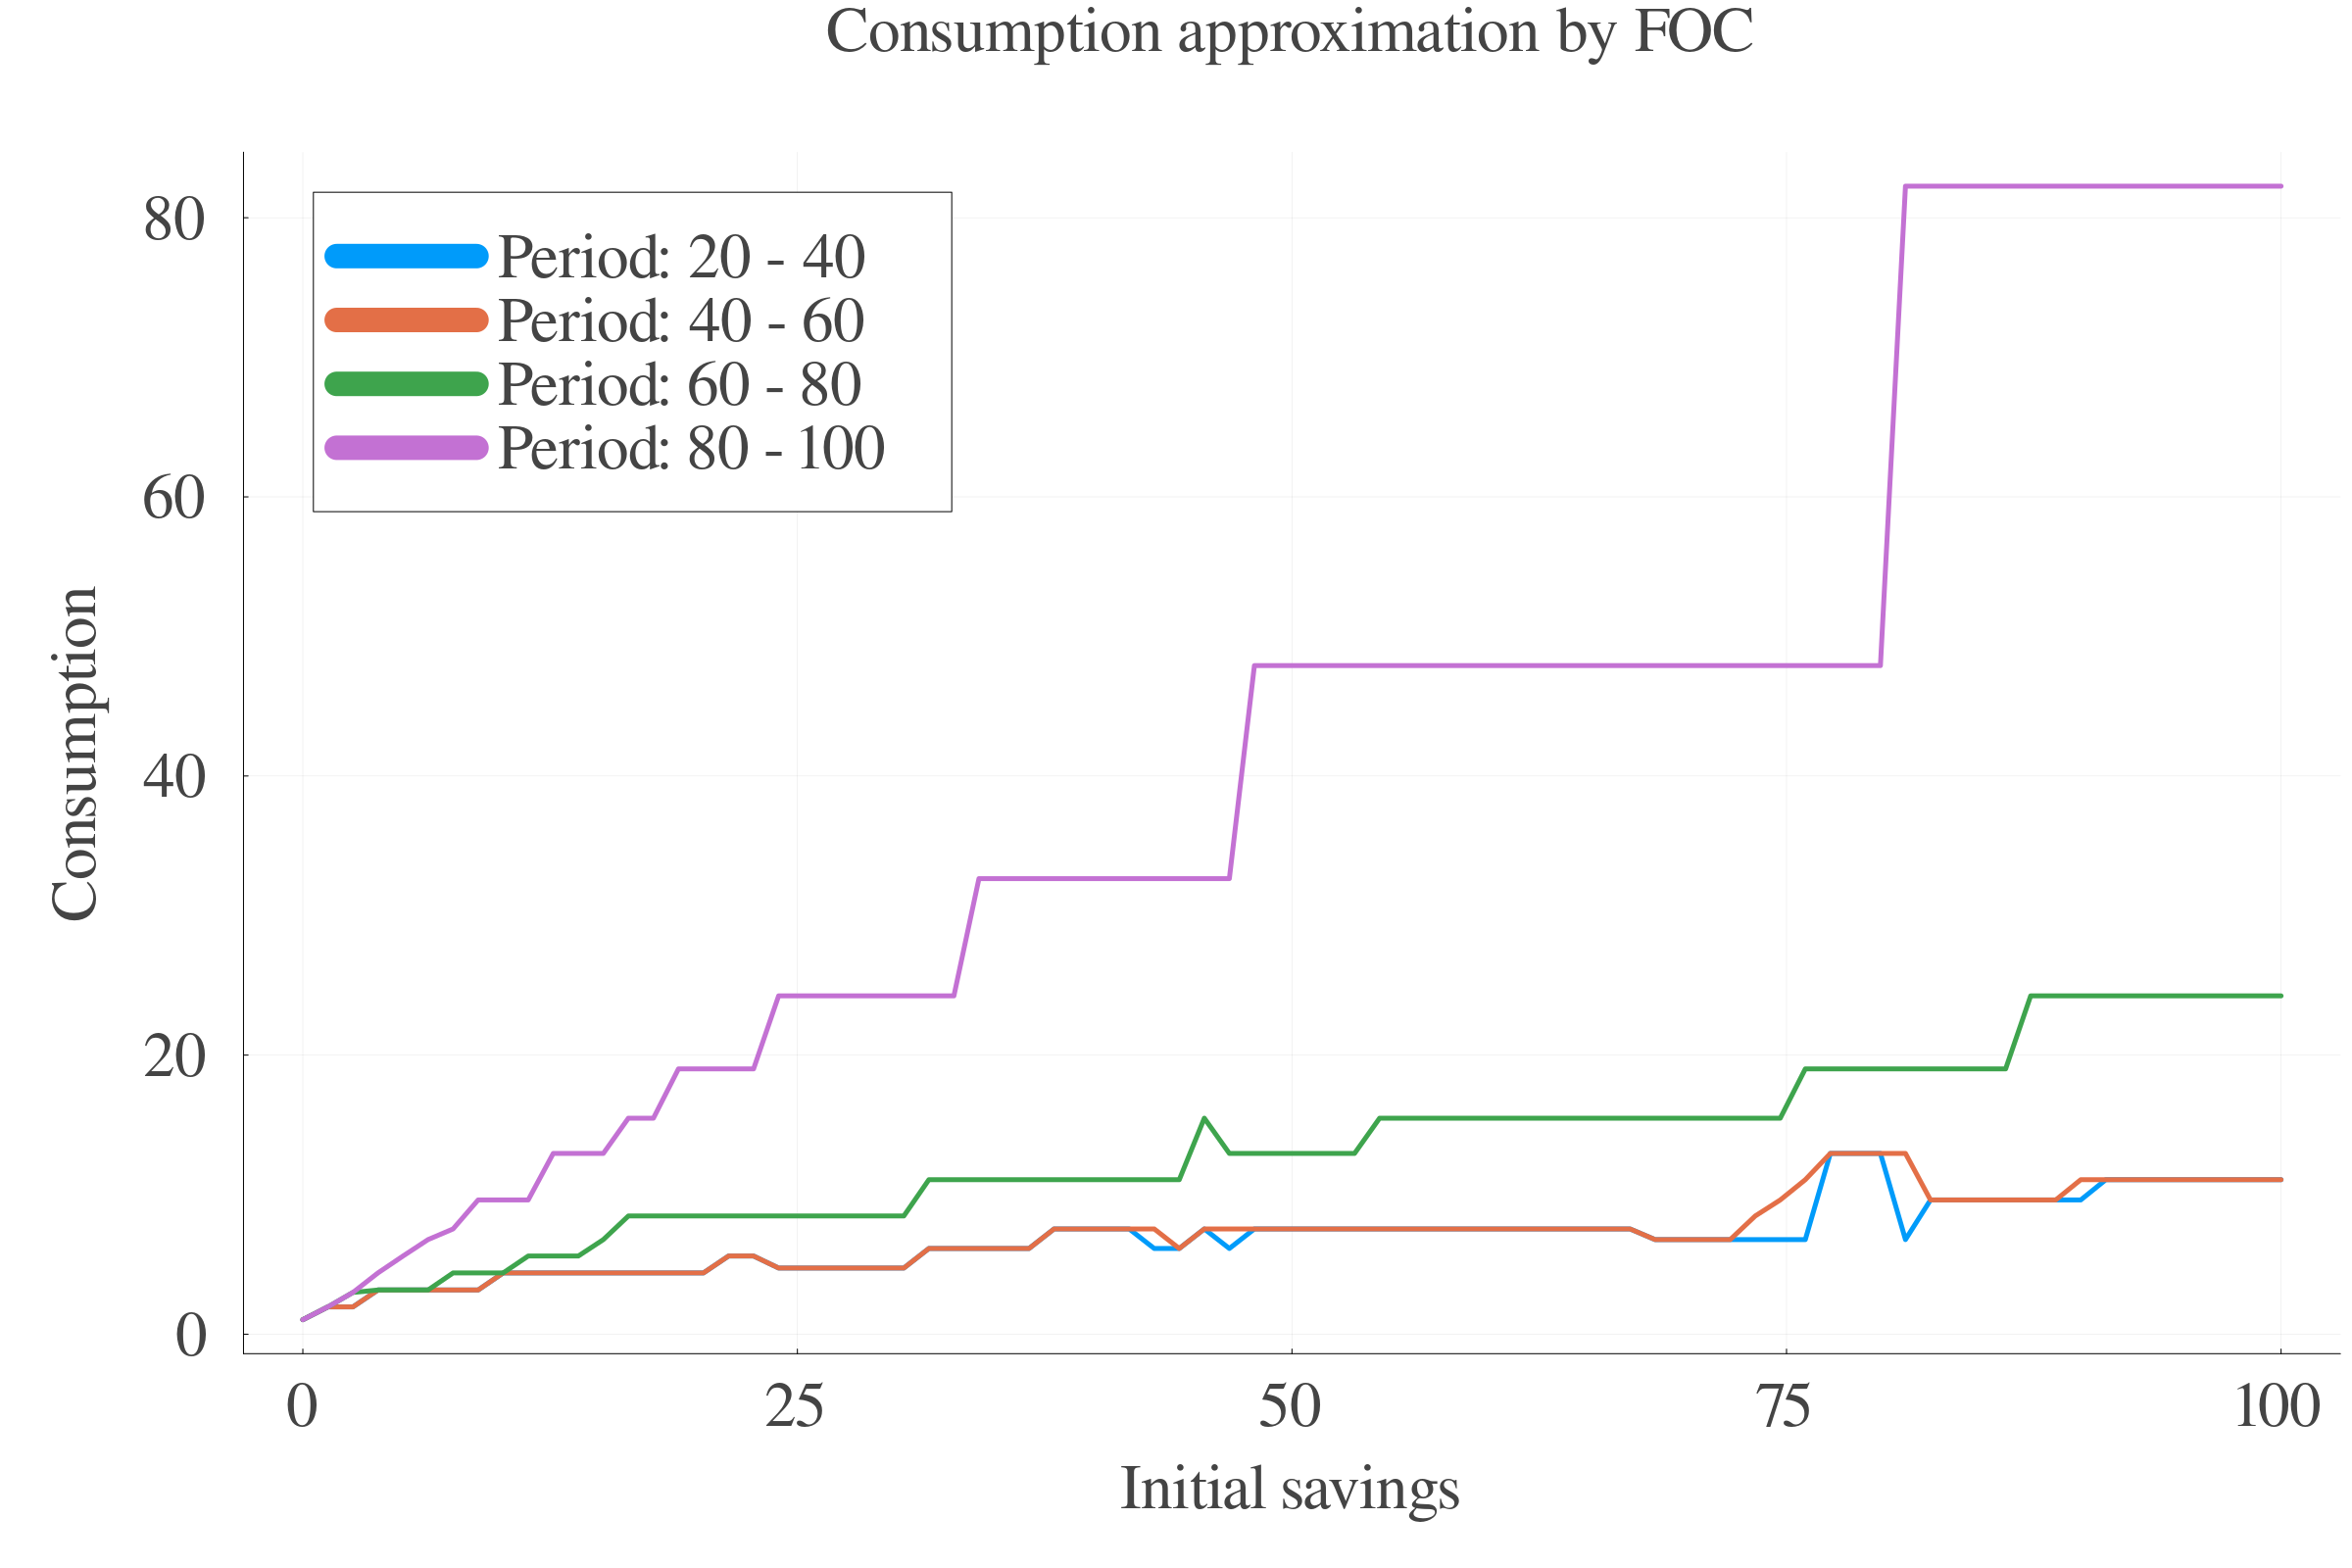 Consumption approximation by FOC
80
60
40
20
0
Consumption
Period: 20 - 40
Period: 40 - 60
Period: 60 - 80
Period: 80 - 100
0 25 50 75 100
Initial savings